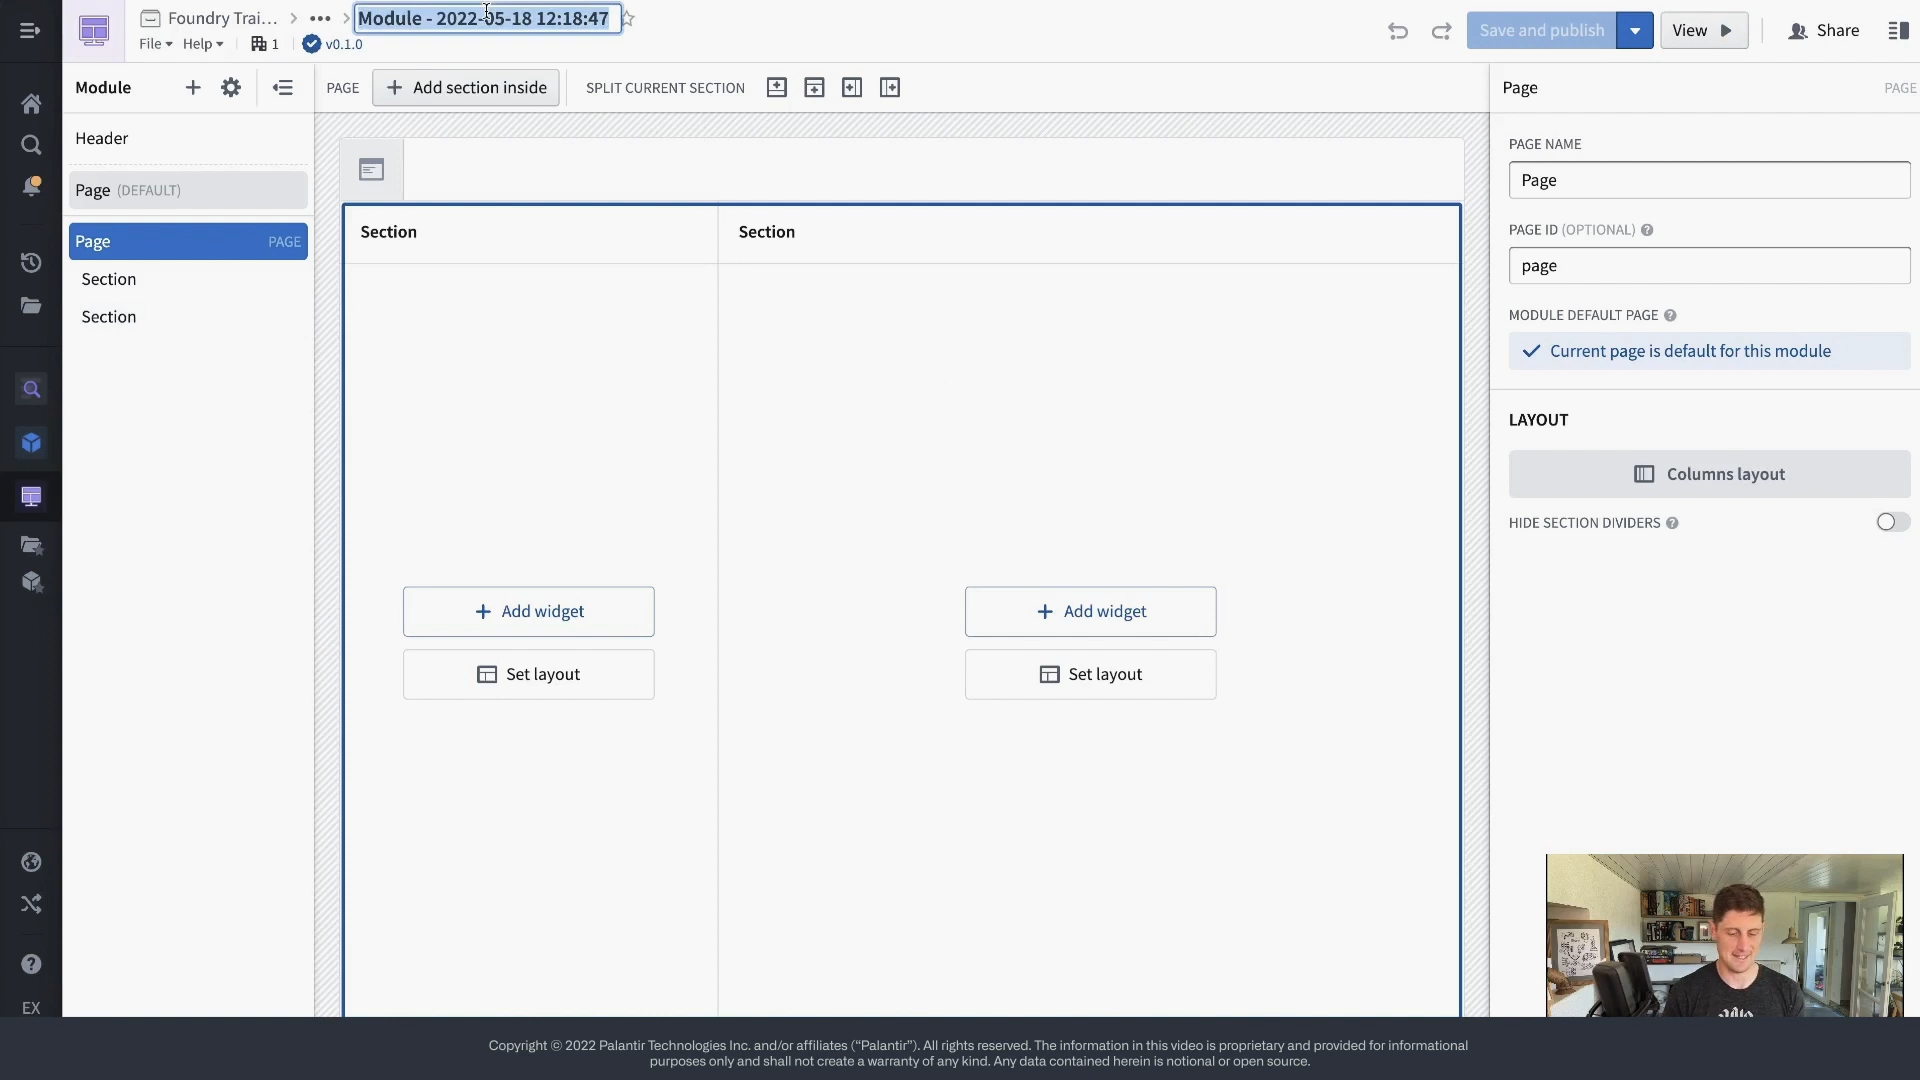 Foundry Trai... > ••• > Module - 2022-05-18 12:18:47
File Help 1 v0.1.0
Save and publish
View
Share
Module
PAGE
Add section inside
SPLIT CURRENT SECTION
Page
PAGE
Header
Page (DEFAULT)
Page PAGE
Section
Section
Section
Section
Add widget
Set layout
Add widget
Set layout
PAGE NAME
Page
PAGE ID (OPTIONAL)
page
MODULE DEFAULT PAGE
Current page is default for this module
LAYOUT
Columns layout
HIDE SECTION DIVIDERS
EX
Copyright © 2022 Palantir Technologies Inc. and/or affiliates (“Palantir”). All rights reserved. The information in this video is proprietary and provided for informational
purposes only and shall not create a warranty of any kind. Any data contained herein is notional or open source.